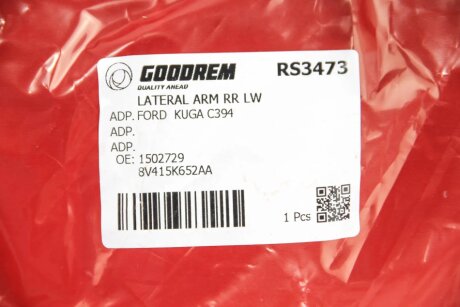 GOODREM
QUALITY AHEAD
RS3473
LATERAL ARM RR LW
ADP. FORD KUGA C394
ADP.
ADP.
OE: 1502729
8V415K652AA
1 Pcs